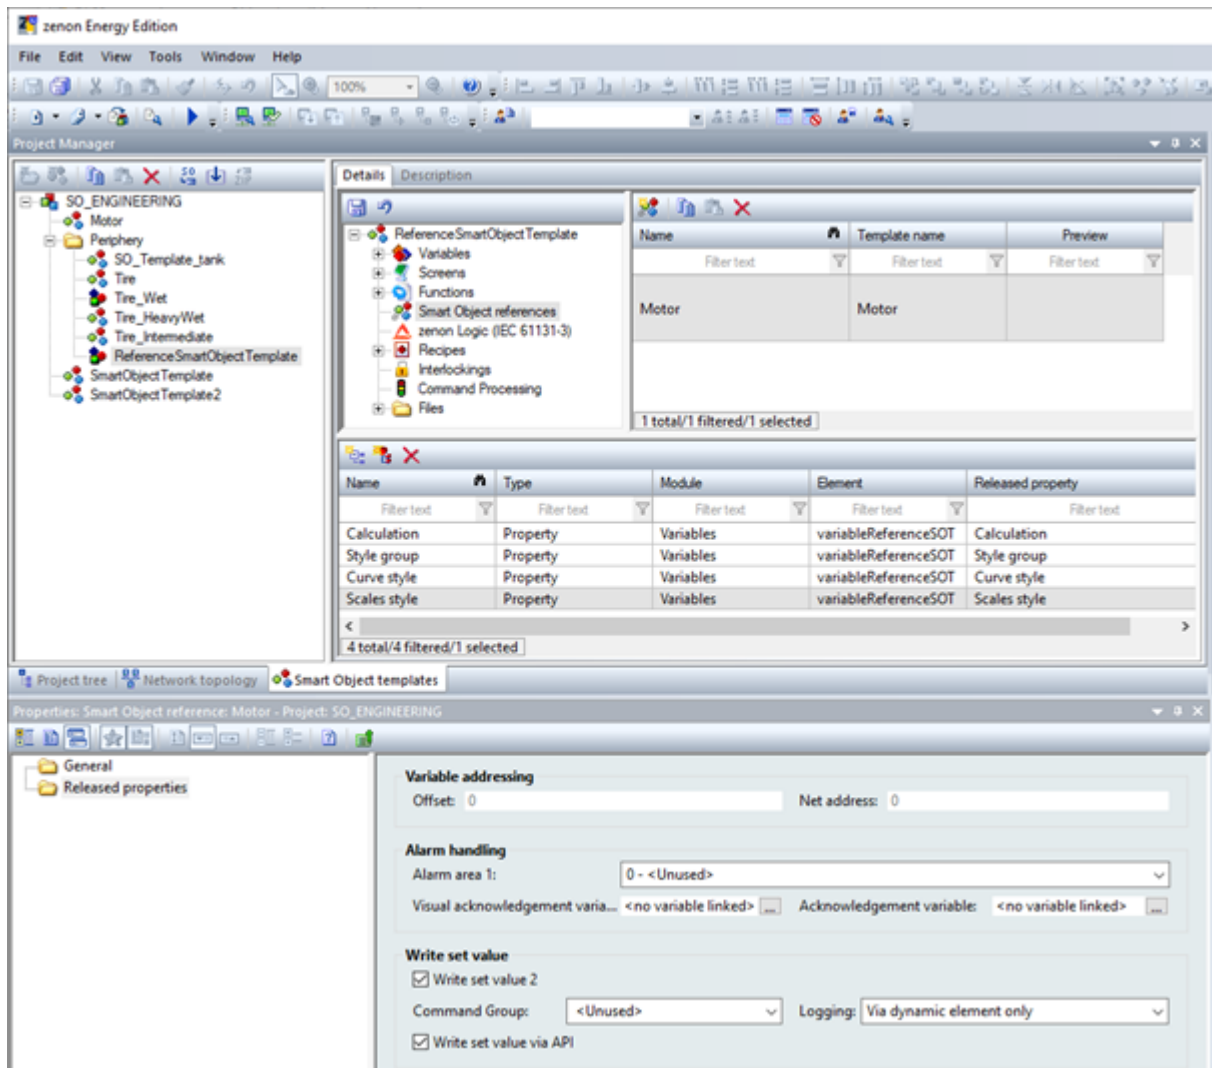 zenon Energy Edition
File Edit View Tools Window Help
100%
Project Manager
SO_ENGINEERING
Motor
Periphery
SO_Template_tank
Tire
Tire_Wet
Tire_HeavyWet
Tire_Intermediate
ReferenceSmartObjectTemplate
SmartObjectTemplate
SmartObjectTemplate2
Details Description
ReferenceSmartObjectTemplate
Variables
Screens
Functions
Smart Object references
zenon Logic (IEC 61131-3)
Recipes
Interlockings
Command Processing
Files
Name Template name Preview
Filter text Filter text Filter text
Motor Motor
1 total/1 filtered/1 selected
Name Type Module Element Released property
Filter text Filter text Filter text Filter text Filter text
Calculation Property Variables variableReferenceSOT Calculation
Style group Property Variables variableReferenceSOT Style group
Curve style Property Variables variableReferenceSOT Curve style
Scales style Property Variables variableReferenceSOT Scales style
4 total/4 filtered/1 selected
Project tree Network topology Smart Object templates
Properties: Smart Object reference: Motor - Project: SO_ENGINEERING
General
Released properties
Variable addressing
Offset: 0 Net address: 0
Alarm handling
Alarm area 1: 0 - <Unused>
Visual acknowledgement varia... <no variable linked> ... Acknowledgement variable: <no variable linked> ...
Write set value
Write set value 2
Command Group: <Unused> Logging: Via dynamic element only
Write set value via API